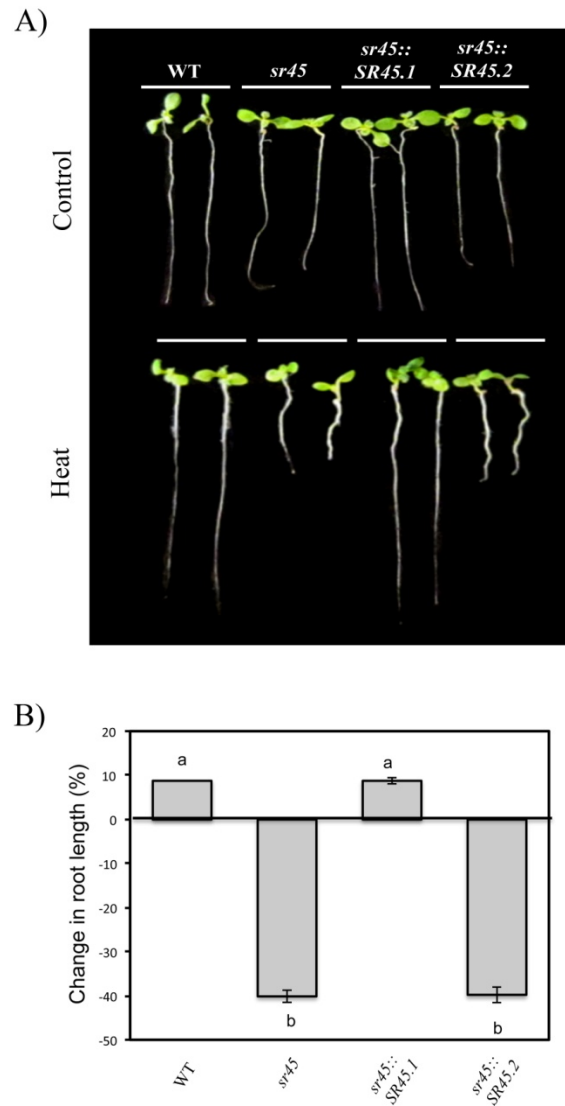 A)
WT
sr45
sr45::
SR45.1
sr45::
SR45.2
Control
Heat
B)
Change in root length (%)
20
10
0
-10
-20
-30
-40
-50
a
b
a
b
WT
sr45
sr45::
SR45.1
sr45::
SR45.2